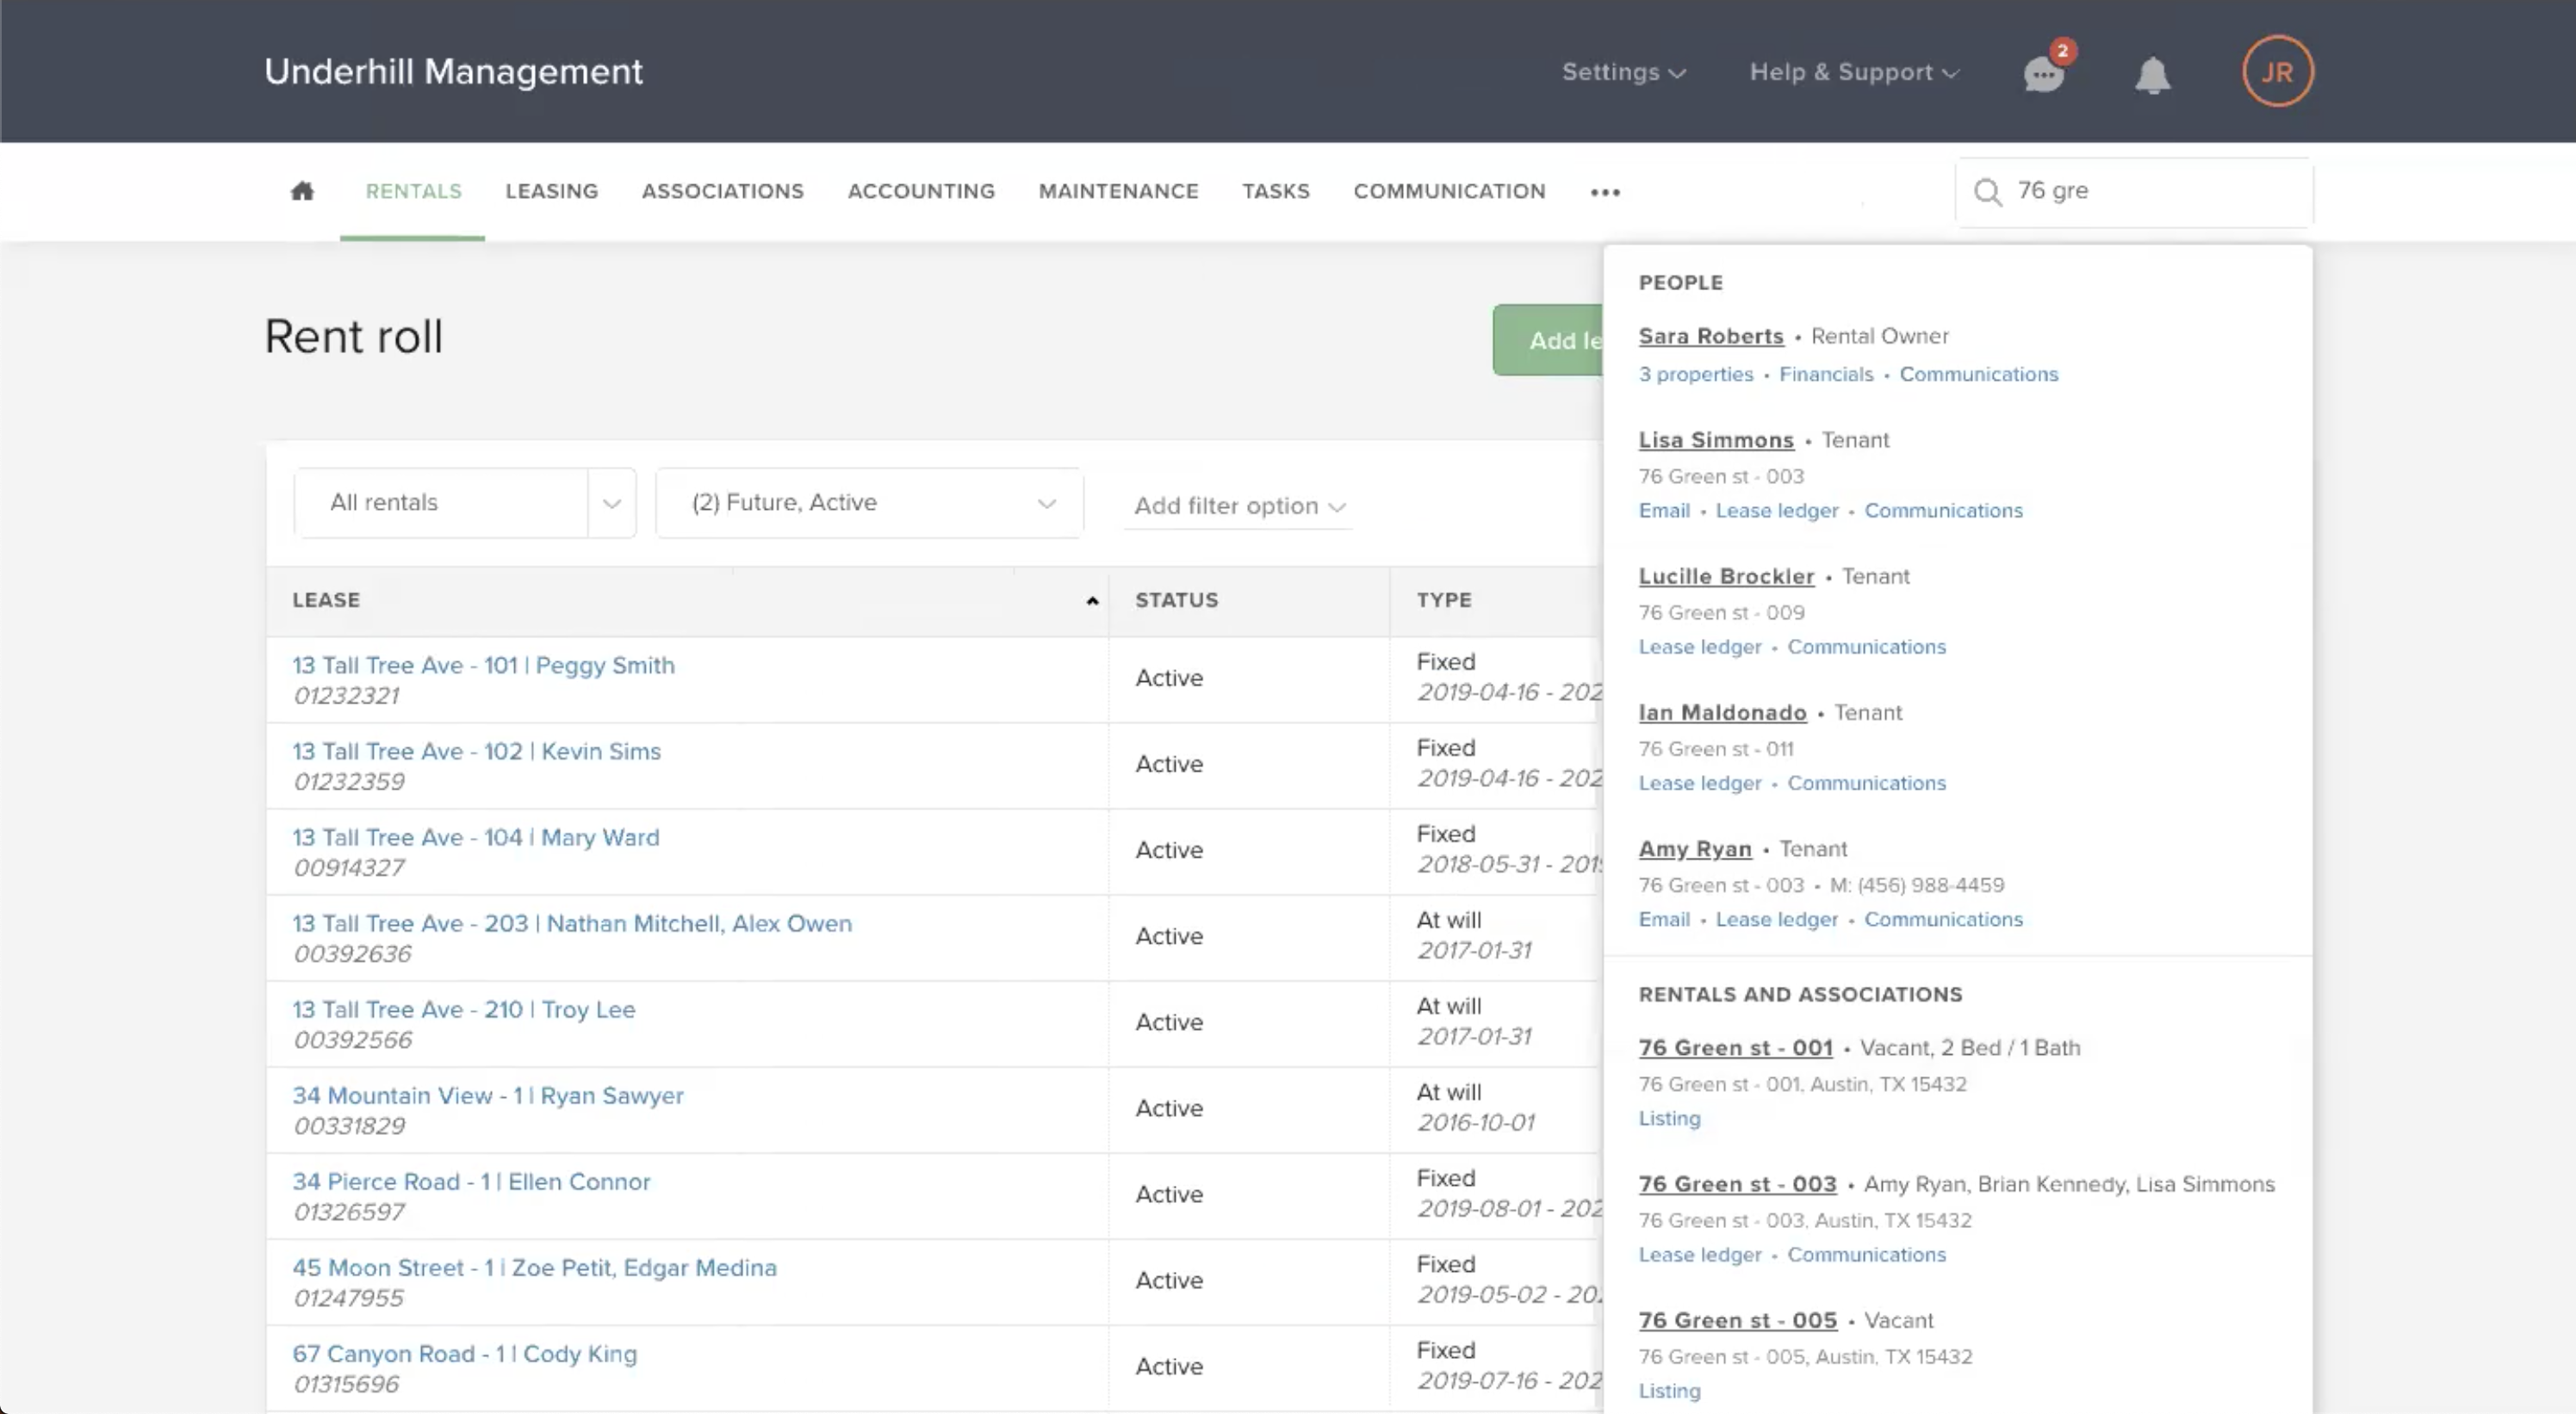 Underhill Management
Settings
Help & Support
2
JR
RENTALS LEASING ASSOCIATIONS ACCOUNTING MAINTENANCE TASKS COMMUNICATION •••
76 gre
Rent roll
Add le
All rentals
(2) Future, Active
Add filter option
LEASE STATUS TYPE
13 Tall Tree Ave - 101 | Peggy Smith
01232321
Active
Fixed
2019-04-16 - 202
13 Tall Tree Ave - 102 | Kevin Sims
01232359
Active
Fixed
2019-04-16 - 202
13 Tall Tree Ave - 104 | Mary Ward
00914327
Active
Fixed
2018-05-31 - 201
13 Tall Tree Ave - 203 | Nathan Mitchell, Alex Owen
00392636
Active
At will
2017-01-31
13 Tall Tree Ave - 210 | Troy Lee
00392566
Active
At will
2017-01-31
34 Mountain View - 1 | Ryan Sawyer
00331829
Active
At will
2016-10-01
34 Pierce Road - 1 | Ellen Connor
01326597
Active
Fixed
2019-08-01 - 202
45 Moon Street - 1 | Zoe Petit, Edgar Medina
01247955
Active
Fixed
2019-05-02 - 20
67 Canyon Road - 1 | Cody King
01315696
Active
Fixed
2019-07-16 - 202
PEOPLE
Sara Roberts • Rental Owner
3 properties • Financials • Communications
Lisa Simmons • Tenant
76 Green st - 003
Email • Lease ledger • Communications
Lucille Brockler • Tenant
76 Green st - 009
Lease ledger • Communications
Ian Maldonado • Tenant
76 Green st - 011
Lease ledger • Communications
Amy Ryan • Tenant
76 Green st - 003 • M: (456) 988-4459
Email • Lease ledger • Communications
RENTALS AND ASSOCIATIONS
76 Green st - 001 • Vacant, 2 Bed / 1 Bath
76 Green st - 001, Austin, TX 15432
Listing
76 Green st - 003 • Amy Ryan, Brian Kennedy, Lisa Simmons
76 Green st - 003, Austin, TX 15432
Lease ledger • Communications
76 Green st - 005 • Vacant
76 Green st - 005, Austin, TX 15432
Listing